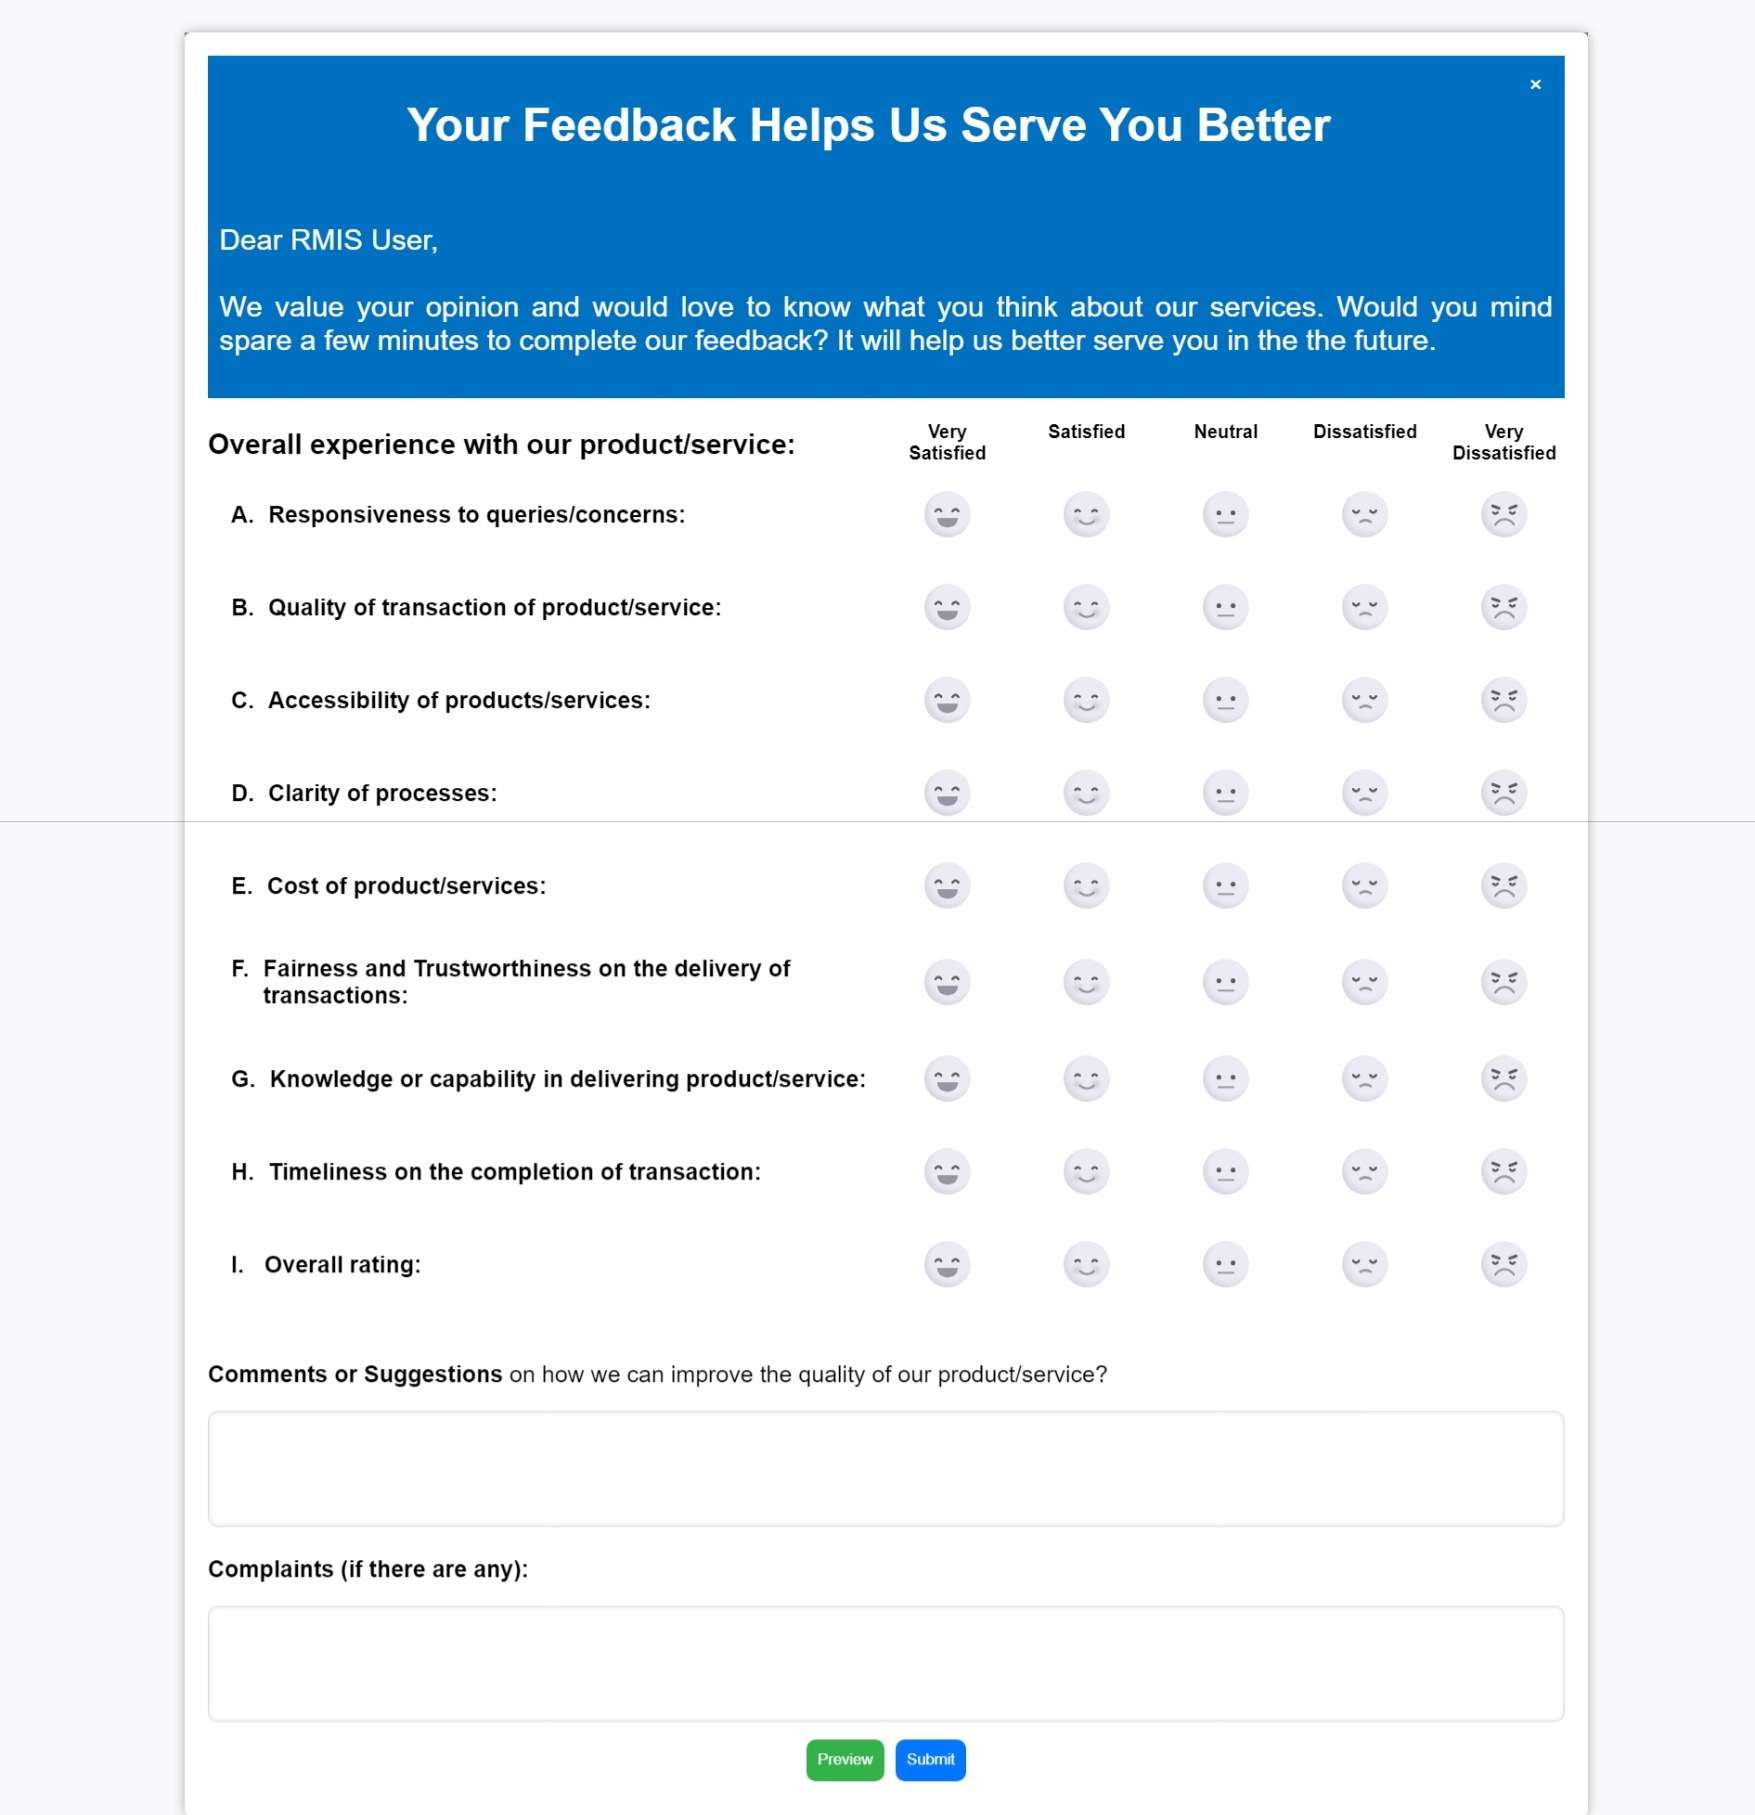 ×
Your Feedback Helps Us Serve You Better
Dear RMIS User,
We value your opinion and would love to know what you think about our services. Would you mind
spare a few minutes to complete our feedback? It will help us better serve you in the the future.
Overall experience with our product/service:
Very Satisfied
Satisfied
Neutral
Dissatisfied
Very Dissatisfied
A. Responsiveness to queries/concerns:
B. Quality of transaction of product/service:
C. Accessibility of products/services:
D. Clarity of processes:
E. Cost of product/services:
F. Fairness and Trustworthiness on the delivery of
transactions:
G. Knowledge or capability in delivering product/service:
H. Timeliness on the completion of transaction:
I. Overall rating:
Comments or Suggestions on how we can improve the quality of our product/service?
Complaints (if there are any):
Preview
Submit